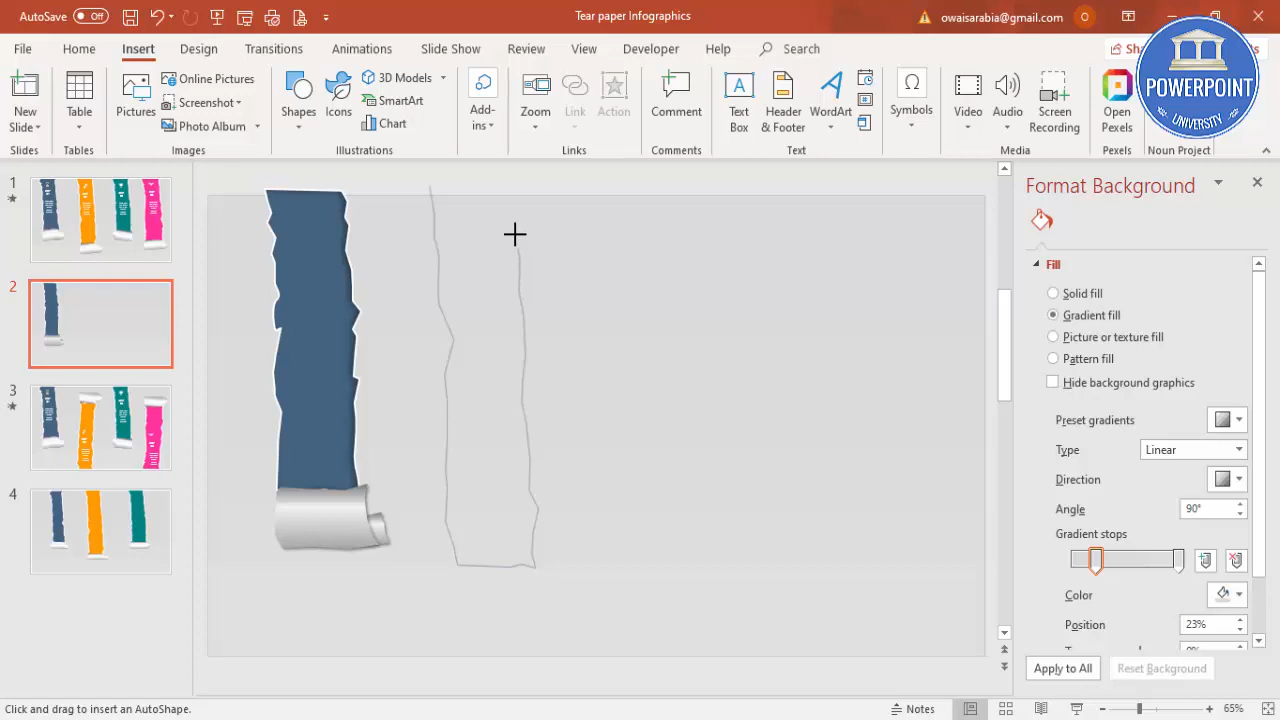 AutoSave Off
Tear paper Infographics
owaisarabia@gmail.com
O
File Home Insert Design Transitions Animations Slide Show Review View Developer Help Search
POWERPOINT
UNIVERSITY
New Slide
Table
Pictures
Online Pictures
Screenshot
Photo Album
Shapes
Icons
3D Models
SmartArt
Chart
Add-ins
Zoom
Link
Action
Comment
Text Box
Header & Footer
WordArt
Symbols
Video
Audio
Screen Recording
Open Pexels
Slides Tables Images Illustrations Links Comments Text Media Pexels Noun Project
1
2
3
4
Format Background
Fill
Solid fill
Gradient fill
Picture or texture fill
Pattern fill
Hide background graphics
Preset gradients
Type Linear
Direction
Angle 90°
Gradient stops
Color
Position 23%
Apply to All Reset Background
Click and drag to insert an AutoShape.
Notes
65%